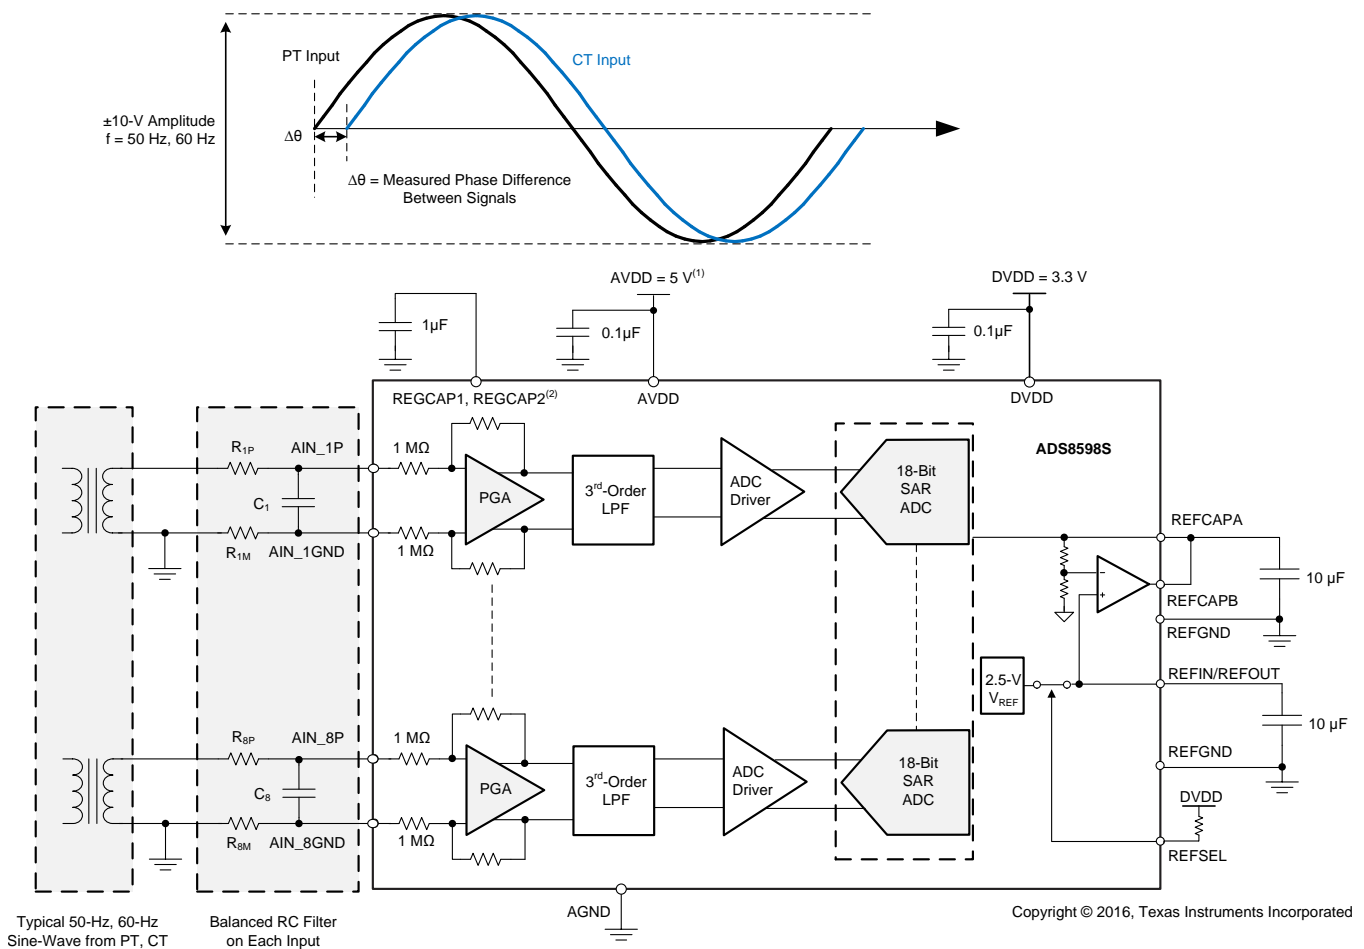 PT Input
CT Input
±10-V Amplitude
f = 50 Hz, 60 Hz
Δθ
Δθ = Measured Phase Difference
Between Signals
AVDD = 5 V(1)
DVDD = 3.3 V
1µF
0.1µF
0.1µF
REGCAP1, REGCAP2(2)
AVDD
DVDD
ADS8598S
R1P
AIN_1P
1 MΩ
C1
PGA
3rd-Order
LPF
ADC
Driver
18-Bit
SAR
ADC
R1M
AIN_1GND
1 MΩ
REFCAPA
10 µF
REFCAPB
REFGND
2.5-V
VREF
REFIN/REFOUT
10 µF
REFGND
R8P
AIN_8P
1 MΩ
C8
PGA
3rd-Order
LPF
ADC
Driver
18-Bit
SAR
ADC
R8M
AIN_8GND
1 MΩ
DVDD
REFSEL
AGND
Typical 50-Hz, 60-Hz
Sine-Wave from PT, CT
Balanced RC Filter
on Each Input
Copyright © 2016, Texas Instruments Incorporated